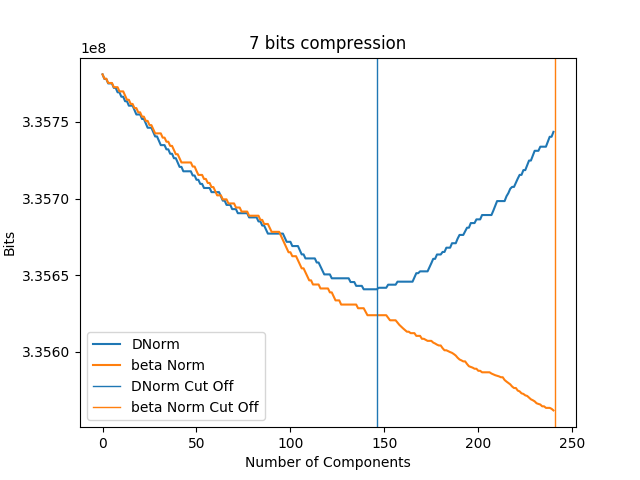 7 bits compression
1e8
3.3575
3.3570
3.3565
3.3560
Bits
DNorm
beta Norm
DNorm Cut Off
beta Norm Cut Off
0 50 100 150 200 250
Number of Components